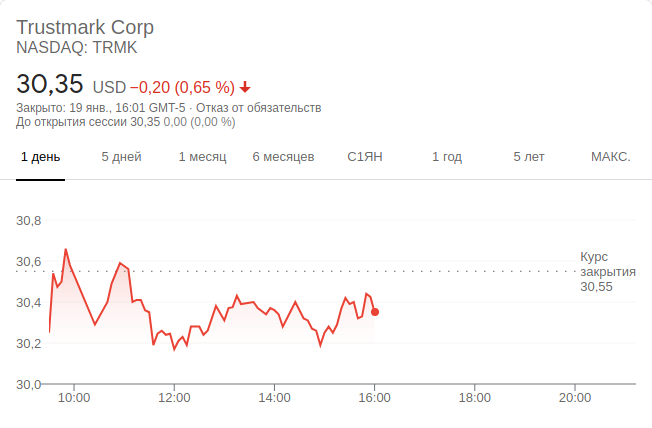 Trustmark Corp
NASDAQ: TRMK
30,35 USD −0,20 (0,65 %)
Закрыто: 19 янв., 16:01 GMT-5 · Отказ от обязательств
До открытия сессии 30,35 0,00 (0,00 %)
1 день 5 дней 1 месяц 6 месяцев С1ЯН 1 год 5 лет МАКС.
30,8
30,6
30,4
30,2
30,0
Курс
закрытия
30,55
10:00 12:00 14:00 16:00 18:00 20:00